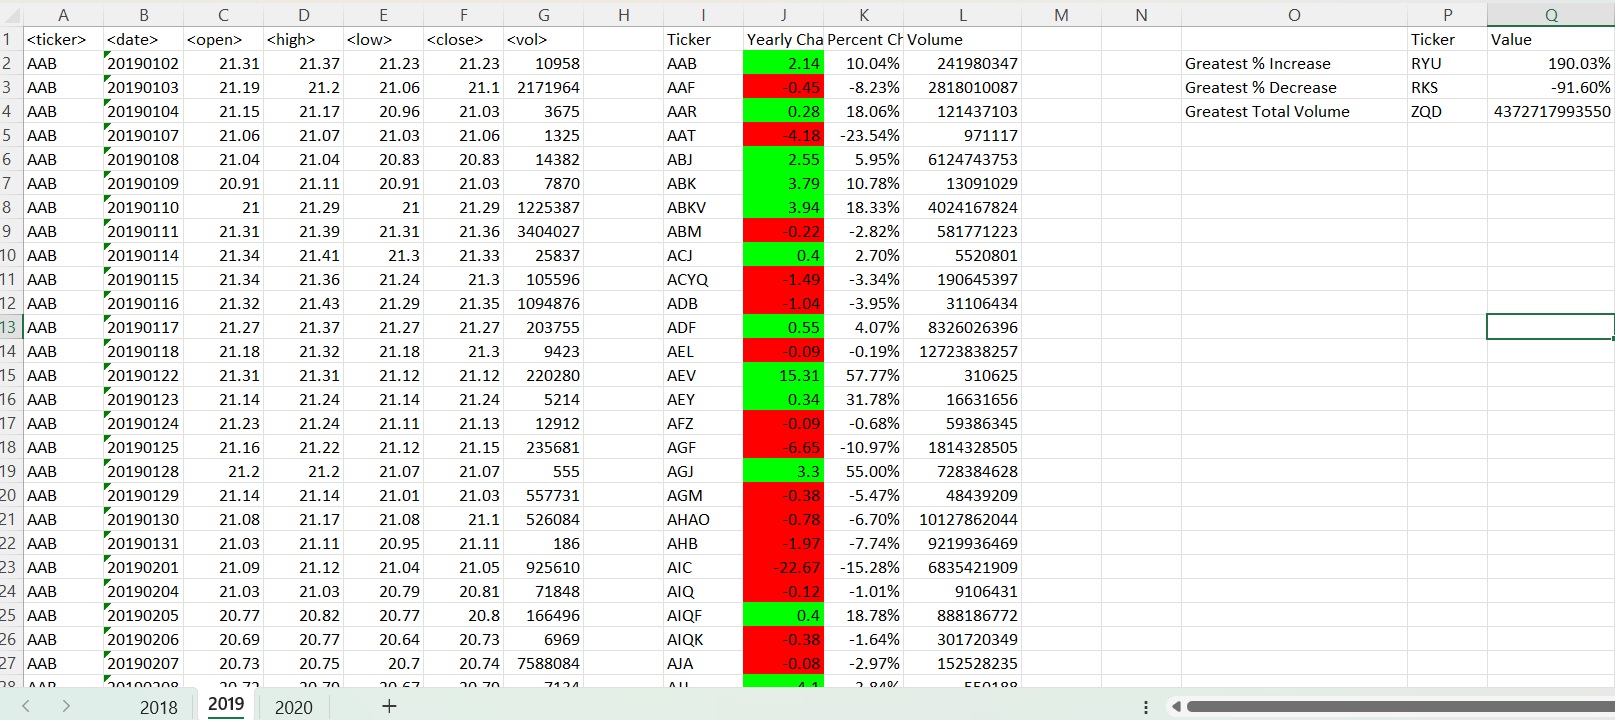 A B C D E F G H I J K L M N O P Q
1 <ticker> <date> <open> <high> <low> <close> <vol> Ticker Yearly Cha Percent Ch Volume Ticker Value
2 AAB 20190102 21.31 21.37 21.23 21.23 10958 AAB 2.14 10.04% 241980347 Greatest % Increase RYU 190.03%
3 AAB 20190103 21.19 21.2 21.06 21.1 2171964 AAF -0.45 -8.23% 2818010087 Greatest % Decrease RKS -91.60%
4 AAB 20190104 21.15 21.17 20.96 21.03 3675 AAR 0.28 18.06% 121437103 Greatest Total Volume ZQD 4372717993550
5 AAB 20190107 21.06 21.07 21.03 21.06 1325 AAT -4.18 -23.54% 971117
6 AAB 20190108 21.04 21.04 20.83 20.83 14382 ABJ 2.55 5.95% 6124743753
7 AAB 20190109 20.91 21.11 20.91 21.03 7870 ABK 3.79 10.78% 13091029
8 AAB 20190110 21 21.29 21 21.29 1225387 ABKV 3.94 18.33% 4024167824
9 AAB 20190111 21.31 21.39 21.31 21.36 3404027 ABM -0.22 -2.82% 581771223
10 AAB 20190114 21.34 21.41 21.3 21.33 25837 ACJ 0.4 2.70% 5520801
11 AAB 20190115 21.34 21.36 21.24 21.3 105596 ACYQ -1.49 -3.34% 190645397
12 AAB 20190116 21.32 21.43 21.29 21.35 1094876 ADB -1.04 -3.95% 31106434
13 AAB 20190117 21.27 21.37 21.27 21.27 203755 ADF 0.55 4.07% 8326026396
14 AAB 20190118 21.18 21.32 21.18 21.3 9423 AEL -0.09 -0.19% 12723838257
15 AAB 20190122 21.31 21.31 21.12 21.12 220280 AEV 15.31 57.77% 310625
16 AAB 20190123 21.14 21.24 21.14 21.24 5214 AEY 0.34 31.78% 16631656
17 AAB 20190124 21.23 21.24 21.11 21.13 12912 AFZ -0.09 -0.68% 59386345
18 AAB 20190125 21.16 21.22 21.12 21.15 235681 AGF -6.65 -10.97% 1814328505
19 AAB 20190128 21.2 21.2 21.07 21.07 555 AGJ 3.3 55.00% 728384628
20 AAB 20190129 21.14 21.14 21.01 21.03 557731 AGM -0.38 -5.47% 48439209
21 AAB 20190130 21.08 21.17 21.08 21.1 526084 AHAO -0.78 -6.70% 10127862044
22 AAB 20190131 21.03 21.11 20.95 21.11 186 AHB -1.97 -7.74% 9219936469
23 AAB 20190201 21.09 21.12 21.04 21.05 925610 AIC -22.67 -15.28% 6835421909
24 AAB 20190204 21.03 21.03 20.79 20.81 71848 AIQ -0.12 -1.01% 9106431
25 AAB 20190205 20.77 20.82 20.77 20.8 166496 AIQF 0.4 18.78% 888186772
26 AAB 20190206 20.69 20.77 20.64 20.73 6969 AIQK -0.38 -1.64% 301720349
27 AAB 20190207 20.73 20.75 20.7 20.74 7588084 AJA -0.08 -2.97% 152528235
2018 2019 2020